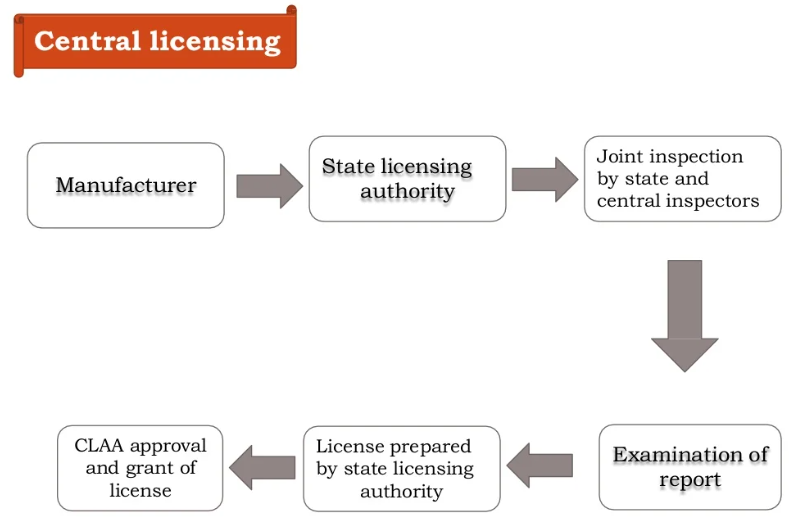 Central licensing
Manufacturer
State licensing
authority
Joint inspection
by state and
central inspectors
Examination of
report
License prepared
by state licensing
authority
CLAA approval
and grant of
license